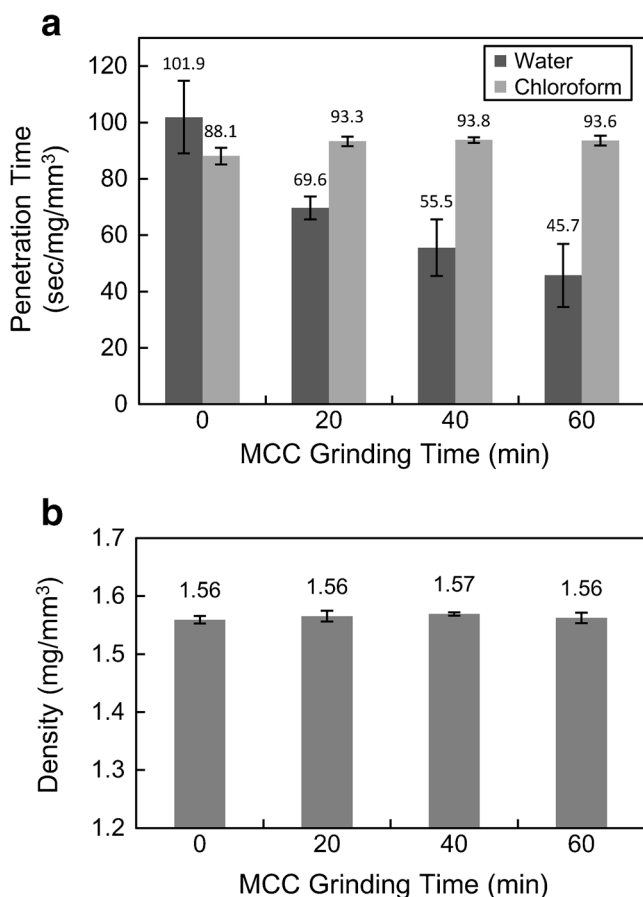 a
Penetration Time
(sec/mg/mm³)
120
100
80
60
40
20
0
Water
Chloroform
101.9
88.1
69.6
93.3
55.5
93.8
45.7
93.6
0 20 40 60
MCC Grinding Time (min)
b
Density (mg/mm³)
1.7
1.6
1.5
1.4
1.3
1.2
1.56 1.56 1.57 1.56
0 20 40 60
MCC Grinding Time (min)